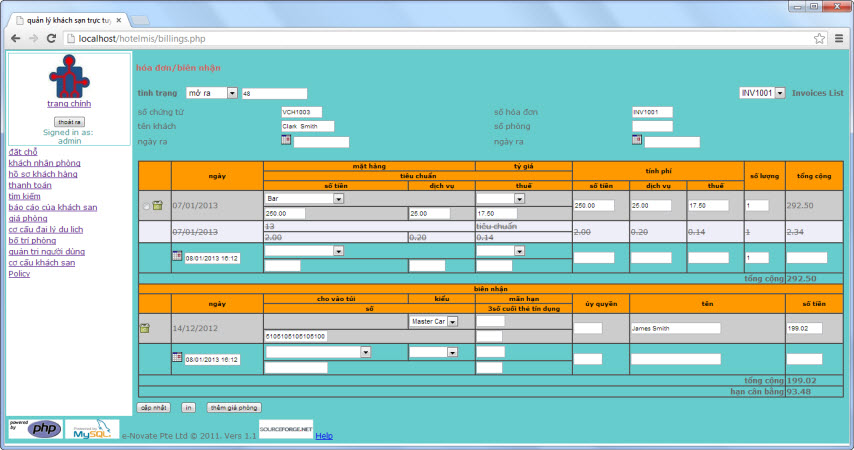 quản lý khách sạn trực tuy
localhost/hotelmis/billings.php
trang chính
thoát ra
Signed in as:
admin
đặt chỗ
khách nhận phòng
hồ sơ khách hàng
thanh toán
tìm kiếm
báo cáo của khách sạn
giá phòng
cơ cấu đại lý du lịch
bố trí phòng
quản trị người dùng
cơ cấu khách sạn
Policy
hóa đơn/biên nhận
tình trạng mở ra 48 INV1001 Invoices List
số chứng từ VCH1003 số hóa đơn INV1001
tên khách Clark Smith số phòng
ngày ra ngày ra
ngày mặt hàng tỷ giá tính phí số lượng tổng cộng
tiêu chuẩn
số tiền dịch vụ thuế số tiền dịch vụ thuế
07/01/2013 Bar 250.00 25.00 17.50 1 292.50
250.00 25.00 17.50
07/01/2013 13 tiêu chuẩn 2.00 0.20 0.14 1 2.34
2.00 0.20 0.14
08/01/2013 16:12 1
tổng cộng 292.50
biên nhận
ngày cho vào túi kiểu mãn hạn ủy quyền tên số tiền
số 3số cuối thẻ tín dụng
14/12/2012 Master Car James Smith 199.02
5105105105105100
08/01/2013 16:12
tổng cộng 199.02
hạn cân bằng 93.48
cập nhật in thêm giá phòng
powered by php Powered by MySQL e-Novate Pte Ltd © 2011. Vers 1.1 SOURCEFORGE.NET Help